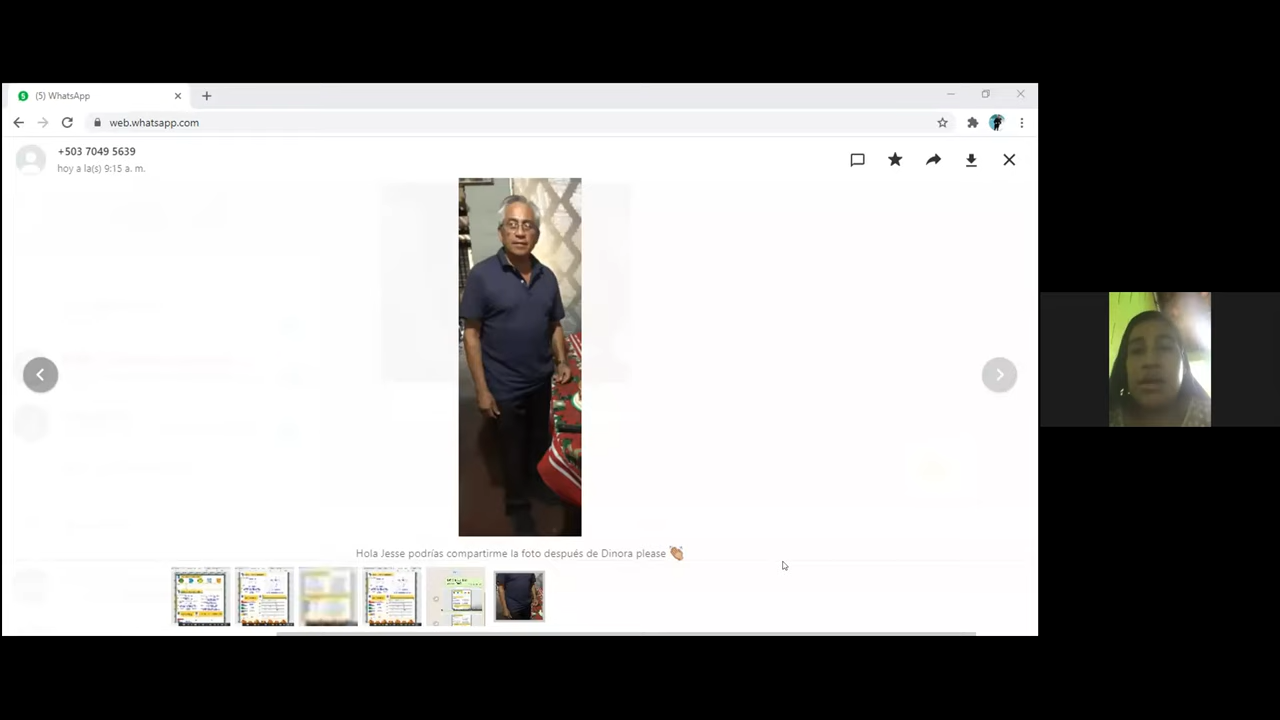 (5) WhatsApp
web.whatsapp.com
+503 7049 5639
hoy a la(s) 9:15 a. m.
Hola Jesse podrías compartirme la foto después de Dinora please 👏🏼